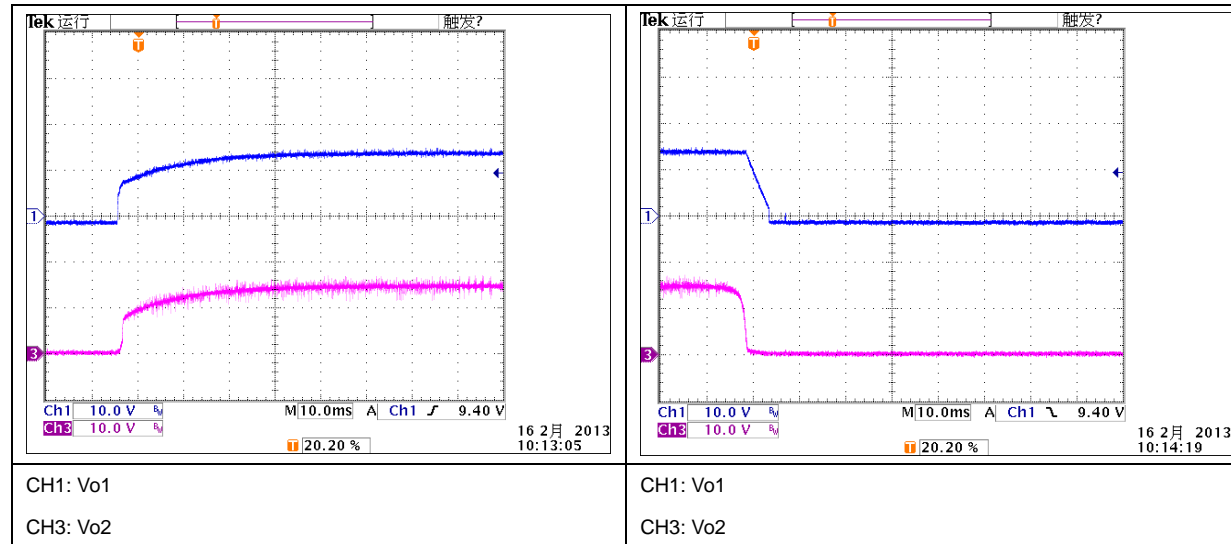 Tek 运行 触发?
T
1
3
Ch1 10.0 V BW M 10.0ms A Ch1 9.40 V
Ch3 10.0 V BW
T 20.20 %
16 2月 2013
10:13:05
CH1: Vo1
CH3: Vo2
Tek 运行 触发?
T
1
3
Ch1 10.0 V BW M 10.0ms A Ch1 9.40 V
Ch3 10.0 V BW
T 20.20 %
16 2月 2013
10:14:19
CH1: Vo1
CH3: Vo2